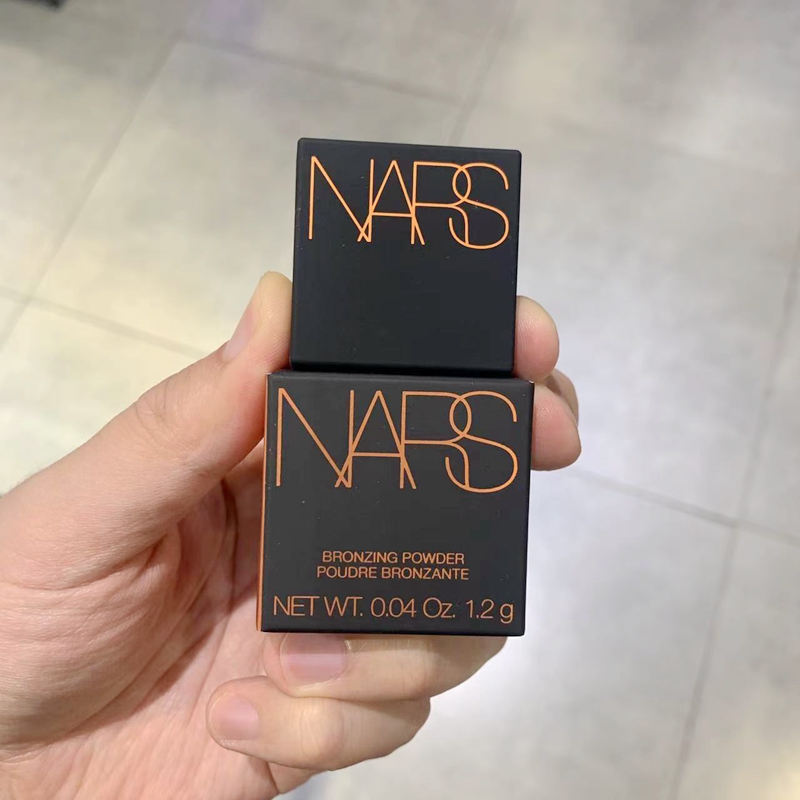 NARS
NARS
BRONZING POWDER
POUDRE BRONZANTE
NET WT. 0.04 Oz. 1.2 g